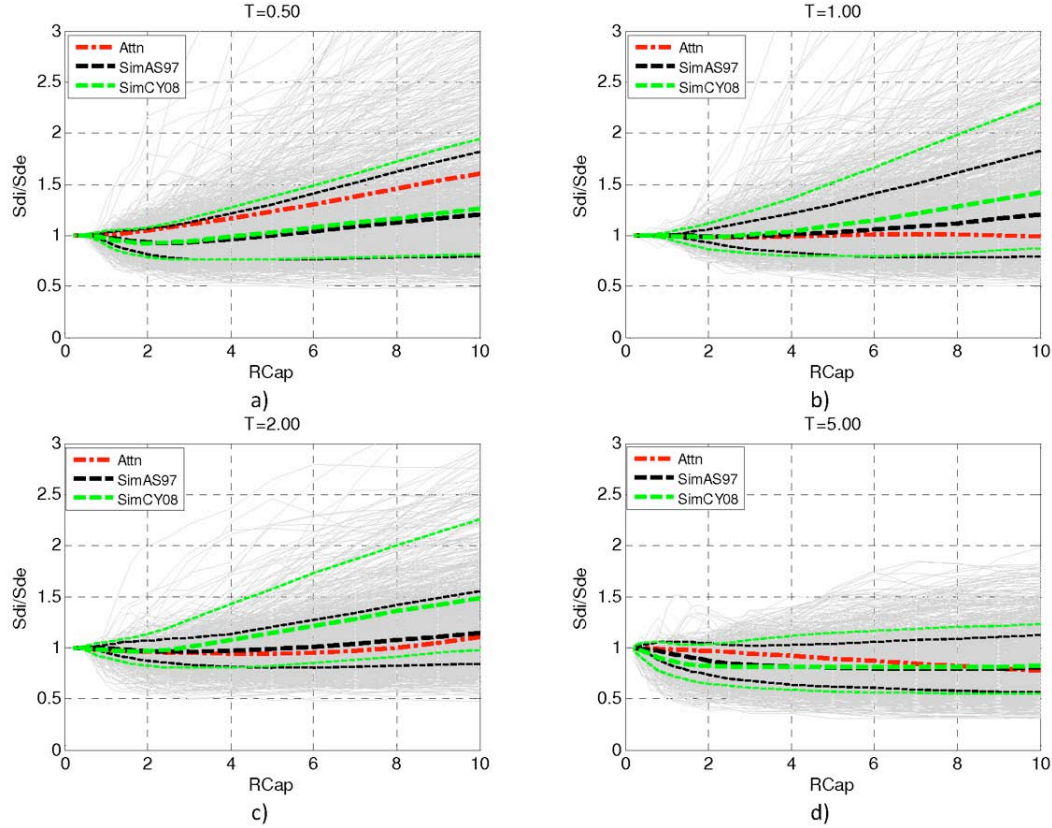 T=0.50
3
2.5
2
1.5
1
0.5
0
Sdi/Sde
Attn
SimAS97
SimCY08
0 2 4 6 8 10
RCap
a)
T=1.00
3
2.5
2
1.5
1
0.5
0
Sdi/Sde
Attn
SimAS97
SimCY08
0 2 4 6 8 10
RCap
b)
T=2.00
3
2.5
2
1.5
1
0.5
0
Sdi/Sde
Attn
SimAS97
SimCY08
0 2 4 6 8 10
RCap
c)
T=5.00
3
2.5
2
1.5
1
0.5
0
Sdi/Sde
Attn
SimAS97
SimCY08
0 2 4 6 8 10
RCap
d)